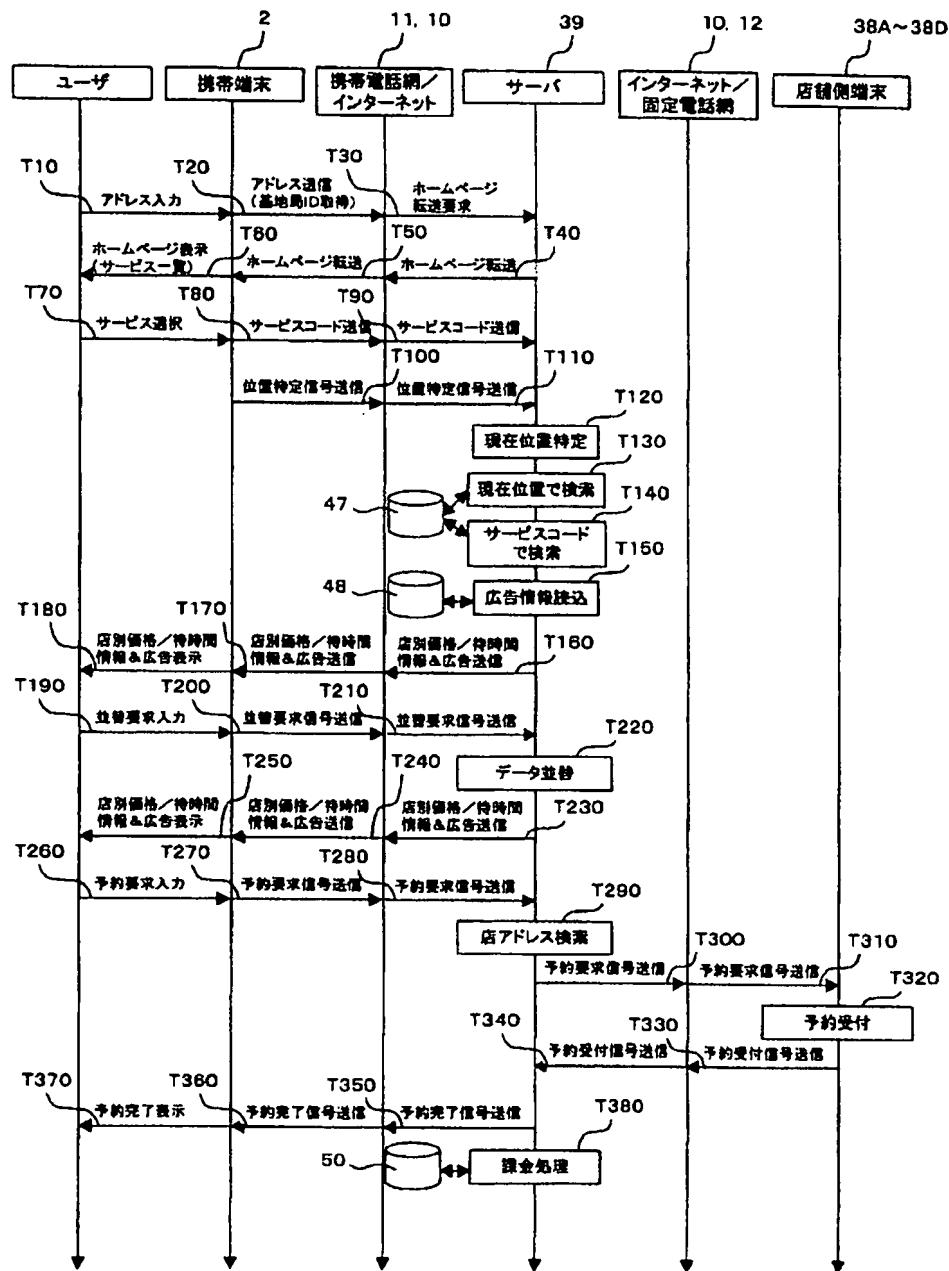 2
11, 10
39
10, 12
38A～38D
ユーザ
携帯端末
携帯電話網／
インターネット
サーバ
インターネット／
固定電話網
店舗側端末
T10
T20
T30
アドレス入力
アドレス送信
(基地局ID取得)
ホームページ
転送要求
T60
T50
T40
ホームページ表示
(サービス一覧)
ホームページ転送
ホームページ転送
T70
T80
T90
サービス選択
サービスコード送信
サービスコード送信
T100
T110
位置特定信号送信
位置特定信号送信
T120
現在位置特定
T130
47
現在位置で検索
T140
サービスコード
で検索
T150
48
広告情報読込
T180
T170
店別価格／待時間
情報&広告表示
店別価格／待時間
情報&広告送信
店別価格／待時間
情報&広告送信
T160
T190
T200
T210
並替要求入力
並替要求信号送信
並替要求信号送信
T220
データ並替
T250
T240
店別価格／待時間
情報&広告表示
店別価格／待時間
情報&広告送信
店別価格／待時間
情報&広告送信
T230
T260
T270
T280
予約要求入力
予約要求信号送信
予約要求信号送信
T290
店アドレス検索
T300
T310
予約要求信号送信
予約要求信号送信
T320
予約受付
T340
T330
予約受付信号送信
予約受付信号送信
T370
T360
T350
予約完了表示
予約完了信号送信
予約完了信号送信
T380
50
課金処理